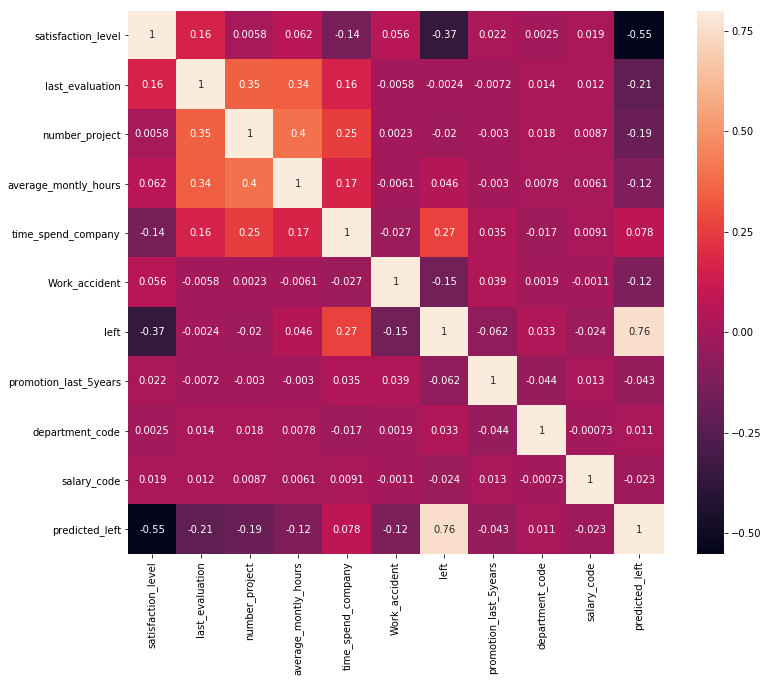 satisfaction_level 1 0.16 0.0058 0.062 -0.14 0.056 -0.37 0.022 0.0025 0.019 -0.55
last_evaluation 0.16 1 0.35 0.34 0.16 -0.0058 -0.0024 -0.0072 0.014 0.012 -0.21
number_project 0.0058 0.35 1 0.4 0.25 0.0023 -0.02 -0.003 0.018 0.0087 -0.19
average_montly_hours 0.062 0.34 0.4 1 0.17 -0.0061 0.046 -0.003 0.0078 0.0061 -0.12
time_spend_company -0.14 0.16 0.25 0.17 1 -0.027 0.27 0.035 -0.017 0.0091 0.078
Work_accident 0.056 -0.0058 0.0023 -0.0061 -0.027 1 -0.15 0.039 0.0019 -0.0011 -0.12
left -0.37 -0.0024 -0.02 0.046 0.27 -0.15 1 -0.062 0.033 -0.024 0.76
promotion_last_5years 0.022 -0.0072 -0.003 -0.003 0.035 0.039 -0.062 1 -0.044 0.013 -0.043
department_code 0.0025 0.014 0.018 0.0078 -0.017 0.0019 0.033 -0.044 1 -0.00073 0.011
salary_code 0.019 0.012 0.0087 0.0061 0.0091 -0.0011 -0.024 0.013 -0.00073 1 -0.023
predicted_left -0.55 -0.21 -0.19 -0.12 0.078 -0.12 0.76 -0.043 0.011 -0.023 1
satisfaction_level
last_evaluation
number_project
average_montly_hours
time_spend_company
Work_accident
left
promotion_last_5years
department_code
salary_code
predicted_left
0.75
0.50
0.25
0.00
−0.25
−0.50